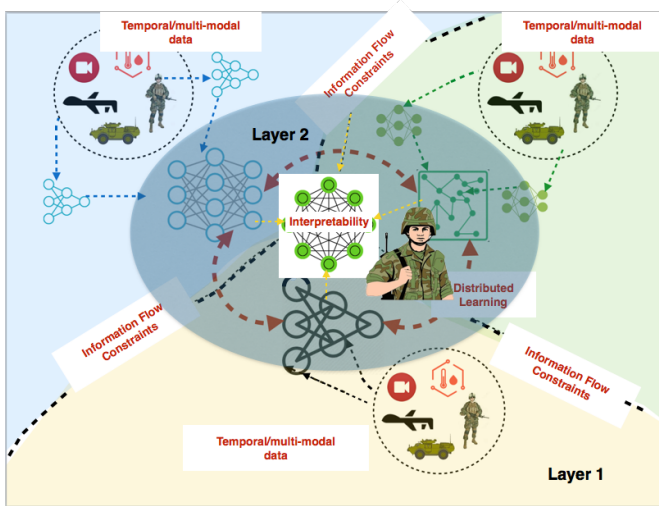 Temporal/multi-modal
data
Temporal/multi-modal
data
Information Flow
Constraints
Layer 2
Interpretability
Distributed
Learning
Information Flow
Constraints
Information Flow
Constraints
Temporal/multi-modal
data
Layer 1